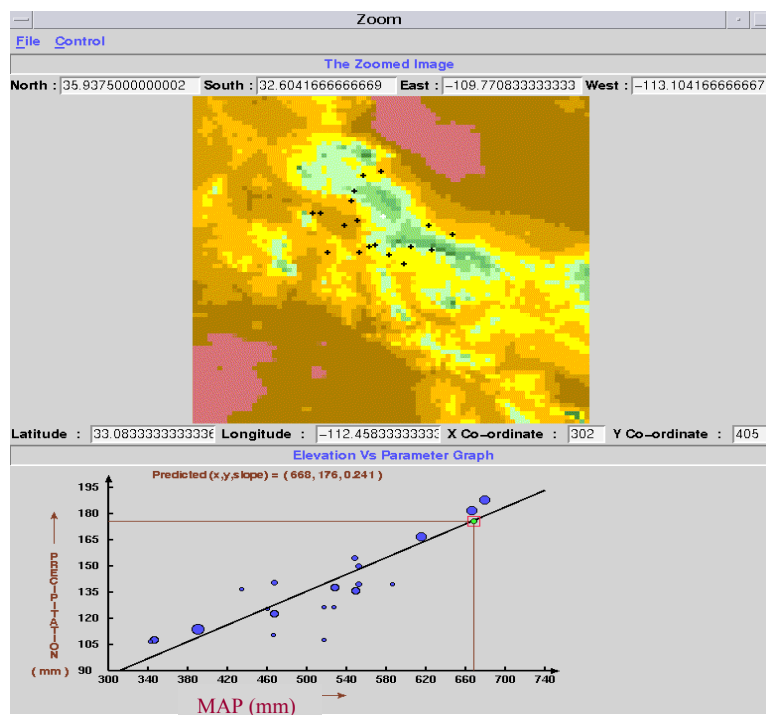 Zoom
File Control
The Zoomed Image
North : 35.9375000000002 South : 32.6041666666669 East : -109.770833333333 West : -113.104166666667
Latitude : 33.0833333333336 Longitude : -112.458333333333 X Co-ordinate : 302 Y Co-ordinate : 405
Elevation Vs Parameter Graph
Predicted (x,y,slope) = ( 668, 176, 0.241 )
195
180
165
150
135
120
105
90
PRECIPITATION
( mm )
300 340 380 420 460 500 540 580 620 660 700 740
MAP (mm)